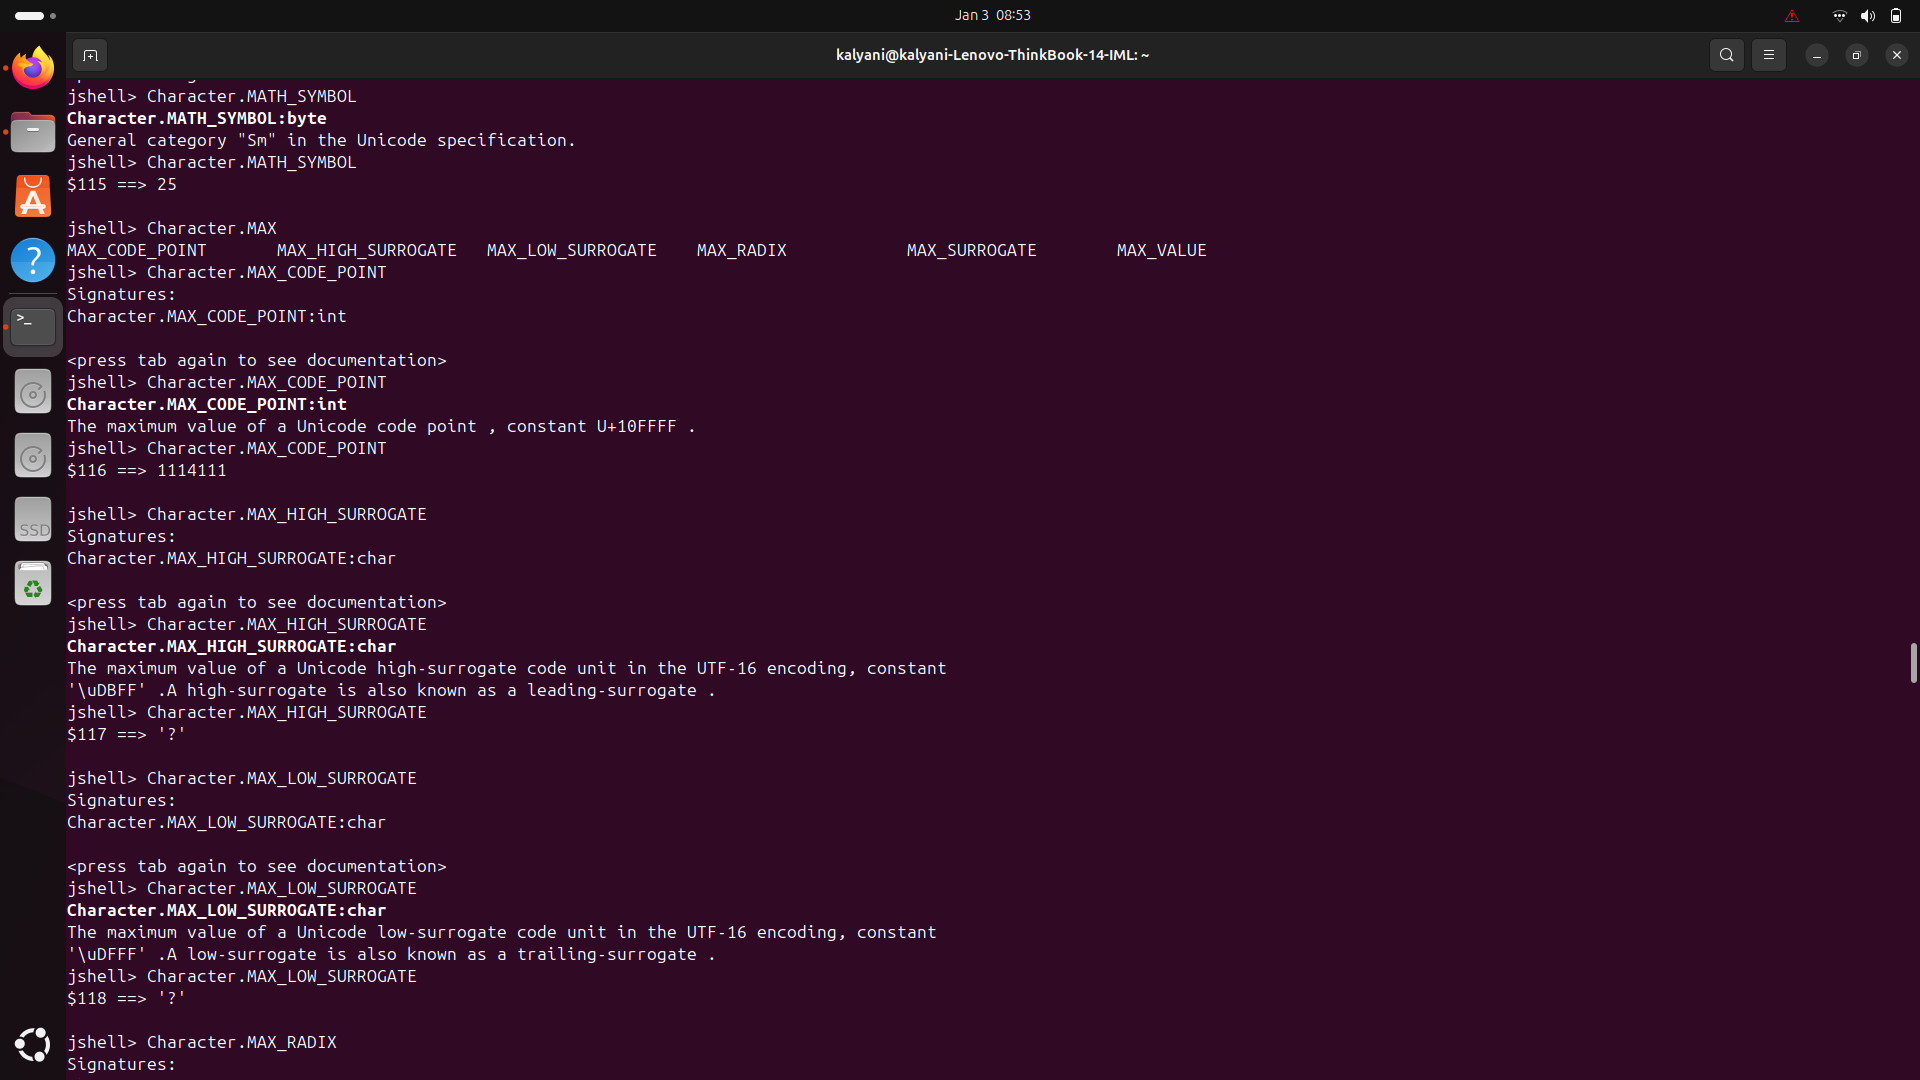 Jan 3 08:53
kalyani@kalyani-Lenovo-ThinkBook-14-IML: ~
jshell> Character.MATH_SYMBOL
Character.MATH_SYMBOL:byte
General category "Sm" in the Unicode specification.
jshell> Character.MATH_SYMBOL
$115 ==> 25
jshell> Character.MAX
MAX_CODE_POINT MAX_HIGH_SURROGATE MAX_LOW_SURROGATE MAX_RADIX MAX_SURROGATE MAX_VALUE
jshell> Character.MAX_CODE_POINT
Signatures:
Character.MAX_CODE_POINT:int
<press tab again to see documentation>
jshell> Character.MAX_CODE_POINT
Character.MAX_CODE_POINT:int
The maximum value of a Unicode code point , constant U+10FFFF .
jshell> Character.MAX_CODE_POINT
$116 ==> 1114111
jshell> Character.MAX_HIGH_SURROGATE
Signatures:
Character.MAX_HIGH_SURROGATE:char
<press tab again to see documentation>
jshell> Character.MAX_HIGH_SURROGATE
Character.MAX_HIGH_SURROGATE:char
The maximum value of a Unicode high-surrogate code unit in the UTF-16 encoding, constant
'\uDBFF' .A high-surrogate is also known as a leading-surrogate .
jshell> Character.MAX_HIGH_SURROGATE
$117 ==> '?'
jshell> Character.MAX_LOW_SURROGATE
Signatures:
Character.MAX_LOW_SURROGATE:char
<press tab again to see documentation>
jshell> Character.MAX_LOW_SURROGATE
Character.MAX_LOW_SURROGATE:char
The maximum value of a Unicode low-surrogate code unit in the UTF-16 encoding, constant
'\uDFFF' .A low-surrogate is also known as a trailing-surrogate .
jshell> Character.MAX_LOW_SURROGATE
$118 ==> '?'
jshell> Character.MAX_RADIX
Signatures:
SSD